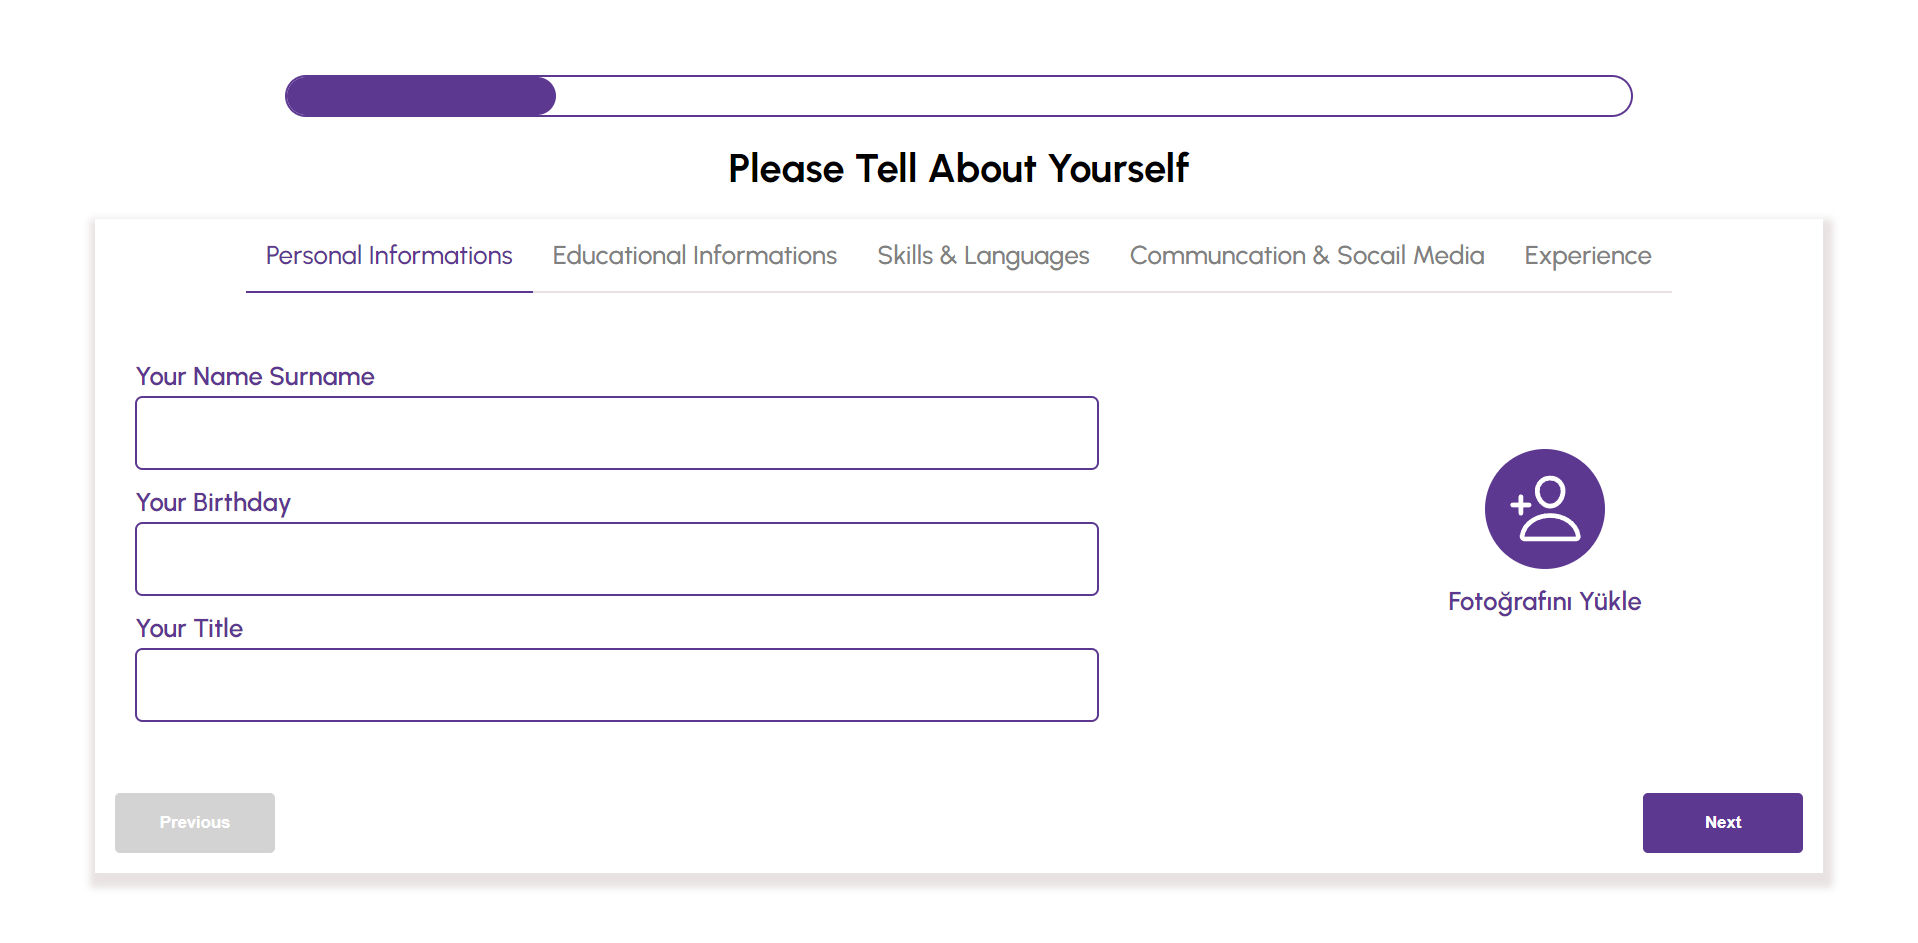 Please Tell About Yourself
Personal Informations Educational Informations Skills & Languages Communcation & Socail Media Experience
Your Name Surname
Your Birthday
Your Title
Fotoğrafını Yükle
Previous Next